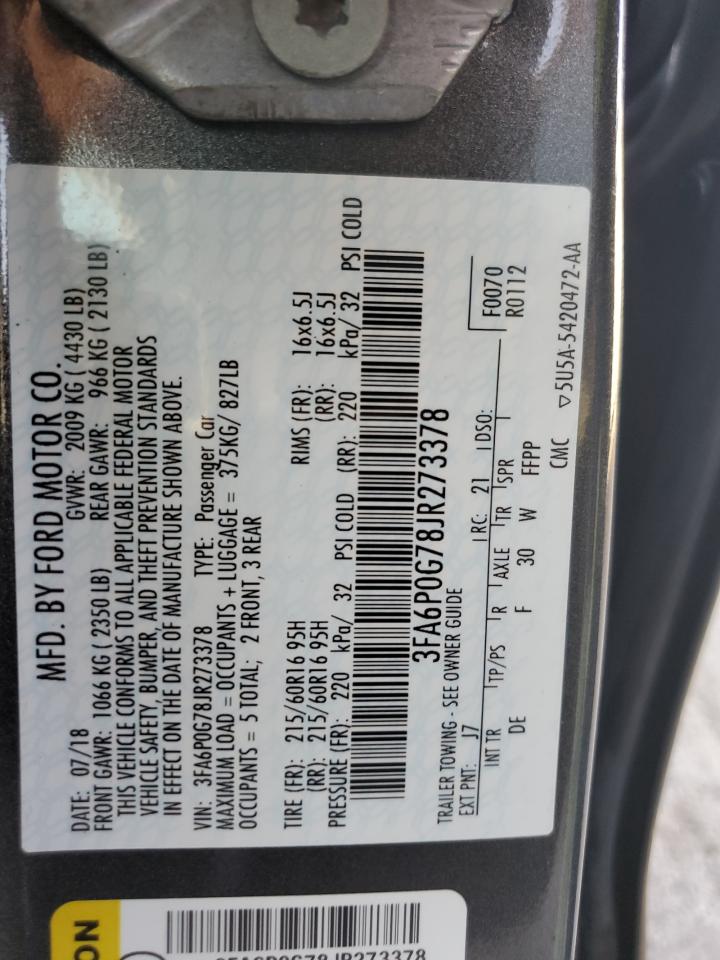 MFD. BY FORD MOTOR CO.
DATE: 07/18 GVWR: 2009 KG ( 4430 LB)
FRONT GAWR: 1066 KG ( 2350 LB) REAR GAWR: 966 KG ( 2130 LB)
THIS VEHICLE CONFORMS TO ALL APPLICABLE FEDERAL MOTOR
VEHICLE SAFETY, BUMPER, AND THEFT PREVENTION STANDARDS
IN EFFECT ON THE DATE OF MANUFACTURE SHOWN ABOVE.
VIN: 3FA6P0G78JR273378 TYPE: Passenger Car
MAXIMUM LOAD = OCCUPANTS + LUGGAGE = 375KG/ 827LB
OCCUPANTS = 5 TOTAL; 2 FRONT, 3 REAR
TIRE (FR): 215/60R16 95H RIMS (FR): 16x6.5J
(RR): 215/60R16 95H (RR): 16x6.5J
PRESSURE (FR): 220 kPa/ 32 PSI COLD (RR): 220 kPa/ 32 PSI COLD
3FA6P0G78JR273378
TRAILER TOWING - SEE OWNER GUIDE
EXT PNT: J7 RC: 21 DSO: F0070
R0112
INT TR TP/PS R AXLE TR SPR
DE F 30 W FFPP
CMC ▽5U5A-5420472-AA
3FA6P0G78JR273378